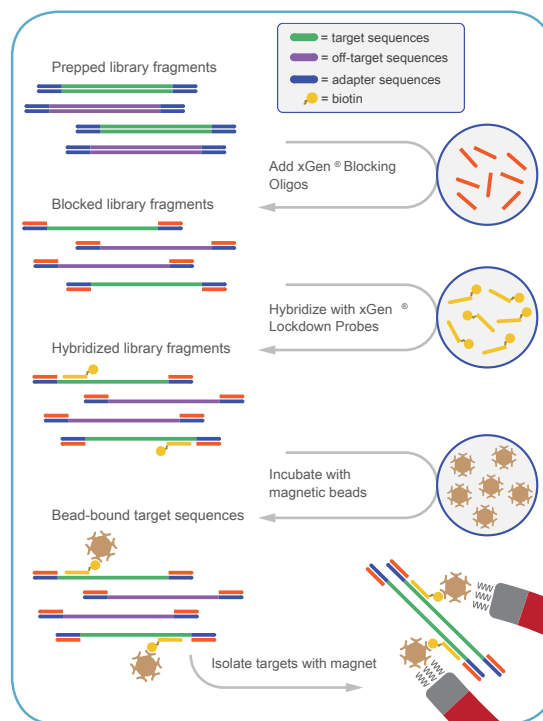 = target sequences
= off-target sequences
= adapter sequences
= biotin
Prepped library fragments
Add xGen ® Blocking
Oligos
Blocked library fragments
Hybridize with xGen ®
Lockdown Probes
Hybridized library fragments
Incubate with
magnetic beads
Bead-bound target sequences
Isolate targets with magnet